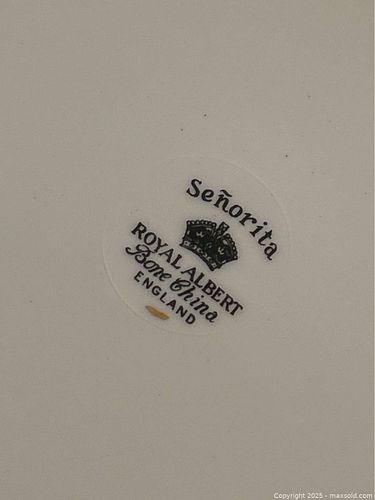 Señorita
ROYAL ALBERT
Bone China
ENGLAND
Copyright 2025 - maxsold.com